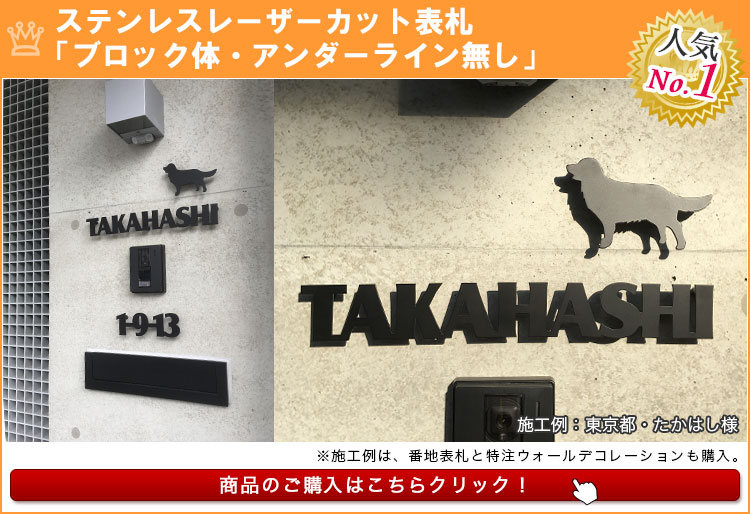 ステンレスレーザーカット表札
「ブロック体・アンダーライン無し」
人気
No.1
TAKAHASHI
1-9-13
TAKAHASHI
施工例：東京都・たかはし様
※施工例は、番地表札と特注ウォールデコレーションも購入。
商品のご購入はこちらクリック！